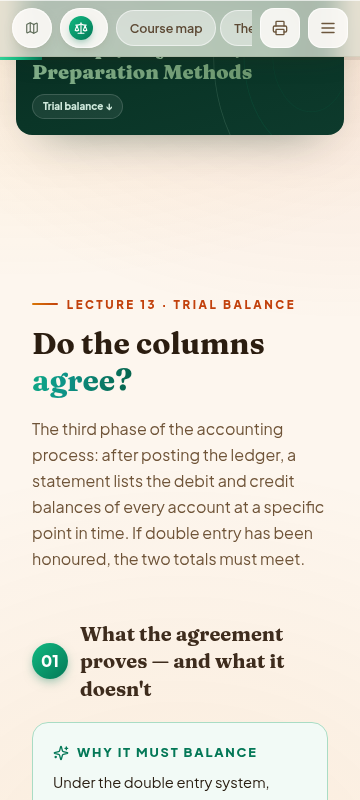 Course map
The
Preparation Methods
Trial balance ↓
LECTURE 13 · TRIAL BALANCE
Do the columns
agree?
The third phase of the accounting
process: after posting the ledger, a
statement lists the debit and credit
balances of every account at a specific
point in time. If double entry has been
honoured, the two totals must meet.
01
What the agreement
proves — and what it
doesn't
WHY IT MUST BALANCE
Under the double entry system,